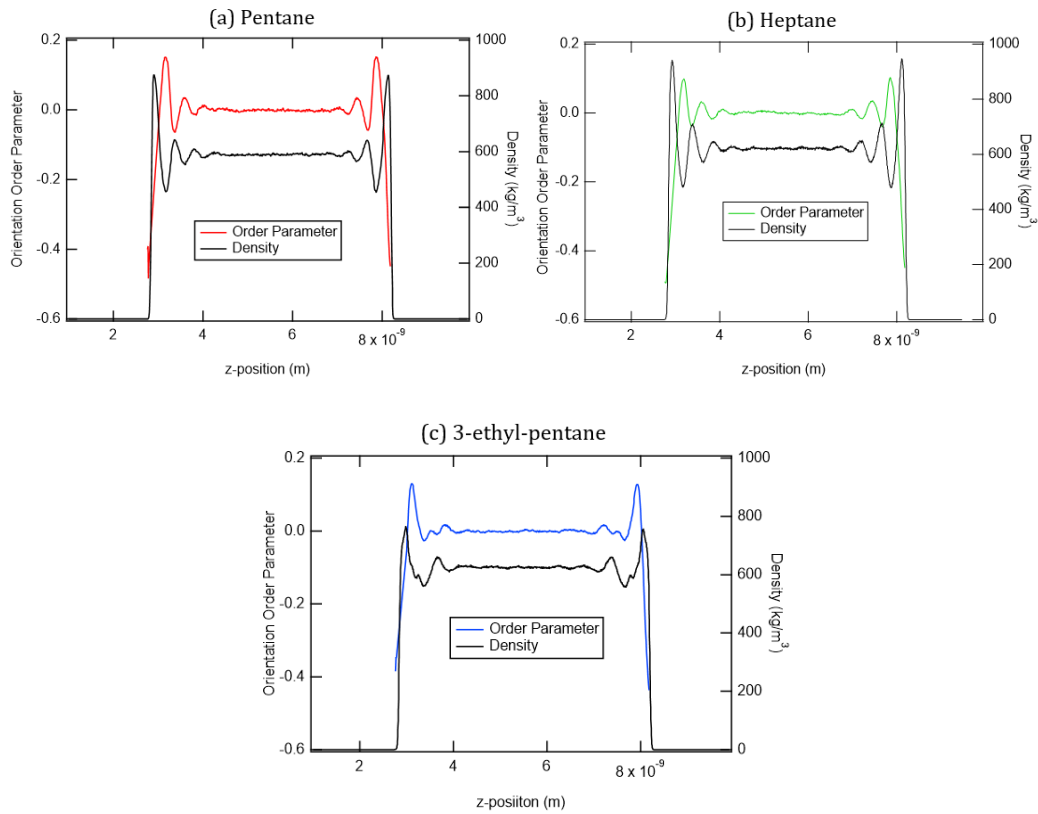 (a) Pentane
0.2
0.0
-0.2
-0.4
-0.6
Orientation Order Parameter
1000
800
600
400
200
0
Density (kg/m³)
Order Parameter
Density
2
4
6
8 x 10⁻⁹
z-position (m)
(b) Heptane
0.2
0.0
-0.2
-0.4
-0.6
Orientation Order Parameter
1000
800
600
400
200
0
Density (kg/m³)
Order Parameter
Density
2
4
6
8 x 10⁻⁹
z-position (m)
(c) 3-ethyl-pentane
0.2
0.0
-0.2
-0.4
-0.6
Orientation Order Parameter
1000
800
600
400
200
0
Density (kg/m³)
Order Parameter
Density
2
4
6
8 x 10⁻⁹
z-posiiton (m)